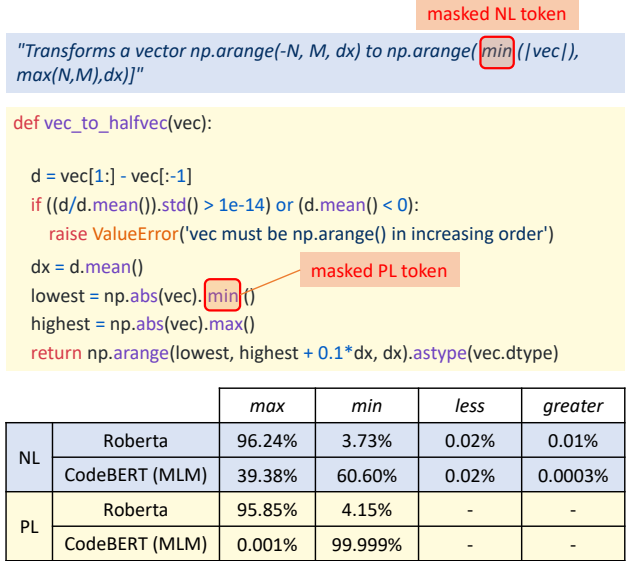 masked NL token
"Transforms a vector np.arange(-N, M, dx) to np.arange( min (|vec|),
max(N,M),dx)]"
def vec_to_halfvec(vec):
d = vec[1:] - vec[:-1]
if ((d/d.mean()).std() > 1e-14) or (d.mean() < 0):
raise ValueError('vec must be np.arange() in increasing order')
dx = d.mean()
masked PL token
lowest = np.abs(vec).min()
highest = np.abs(vec).max()
return np.arange(lowest, highest + 0.1*dx, dx).astype(vec.dtype)
max min less greater
NL Roberta 96.24% 3.73% 0.02% 0.01%
CodeBERT (MLM) 39.38% 60.60% 0.02% 0.0003%
PL Roberta 95.85% 4.15% - -
CodeBERT (MLM) 0.001% 99.999% - -